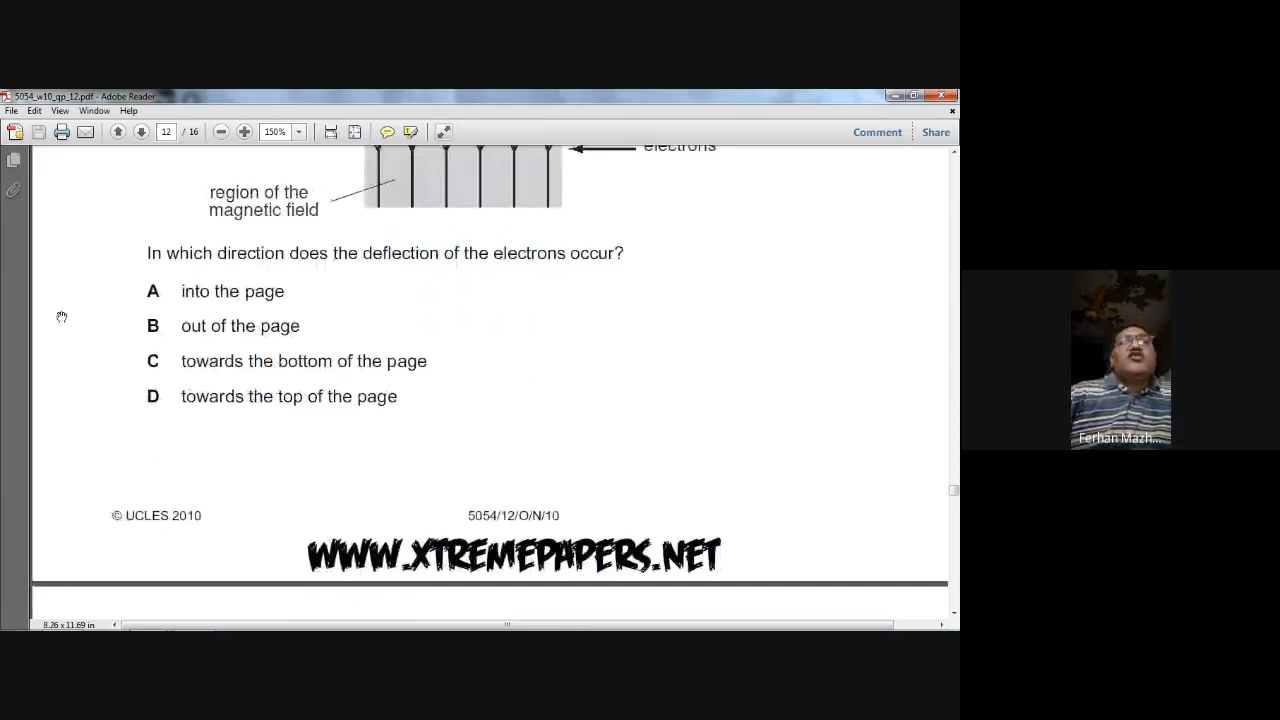 5054_w10_qp_12.pdf - Adobe Reader
File Edit View Window Help
12 / 16 150% Comment Share
electrons
region of the
magnetic field
In which direction does the deflection of the electrons occur?
A into the page
B out of the page
C towards the bottom of the page
D towards the top of the page
© UCLES 2010 5054/12/O/N/10
WWW.XTREMEPAPERS.NET
8.26 x 11.69 in
Ferhan Mazh...